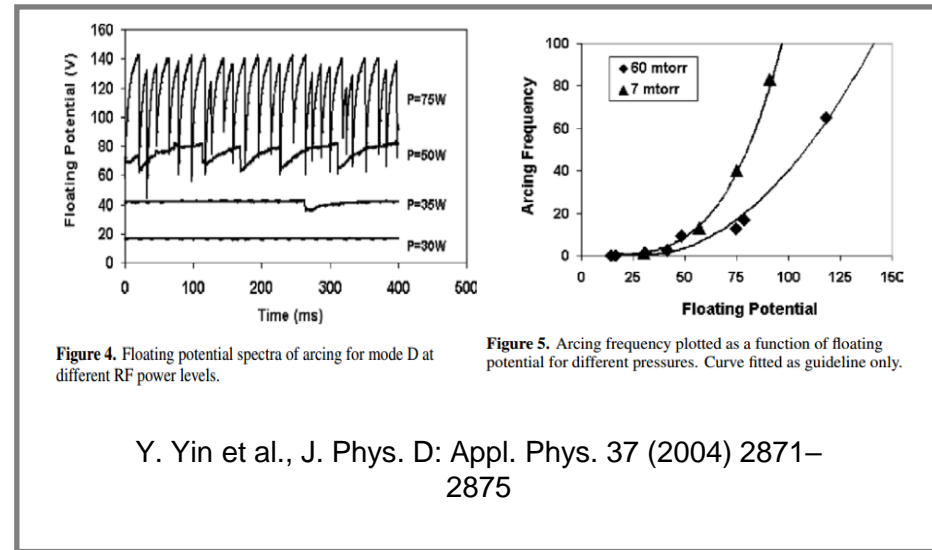 160
140
120
100
80
60
40
20
0
Floating Potential (V)
P=75W
P=50W
P=35W
P=30W
0 100 200 300 400 500
Time (ms)
Figure 4. Floating potential spectra of arcing for mode D at
different RF power levels.
100
80
60
40
20
0
Arcing Frequency
60 mtorr
7 mtorr
0 25 50 75 100 125 150
Floating Potential
Figure 5. Arcing frequency plotted as a function of floating
potential for different pressures. Curve fitted as guideline only.
Y. Yin et al., J. Phys. D: Appl. Phys. 37 (2004) 2871–
2875